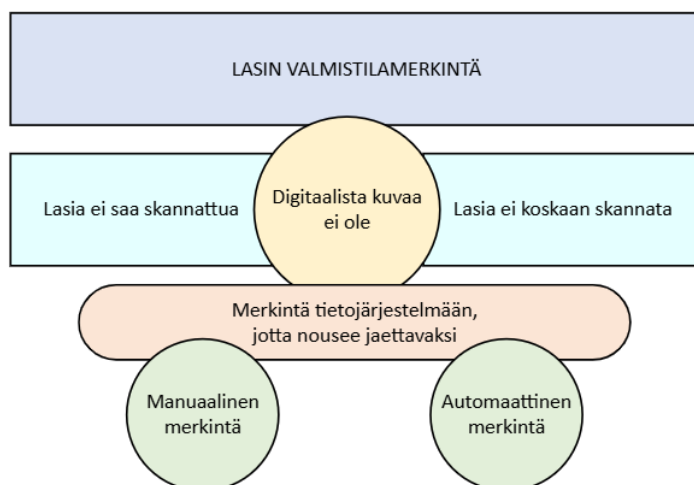 LASIN VALMISTILAMERKINTÄ
Lasia ei saa skannattua
Digitaalista kuvaa
ei ole
Lasia ei koskaan skannata
Merkintä tietojärjestelmään,
jotta nousee jaettavaksi
Manuaalinen
merkintä
Automaattinen
merkintä